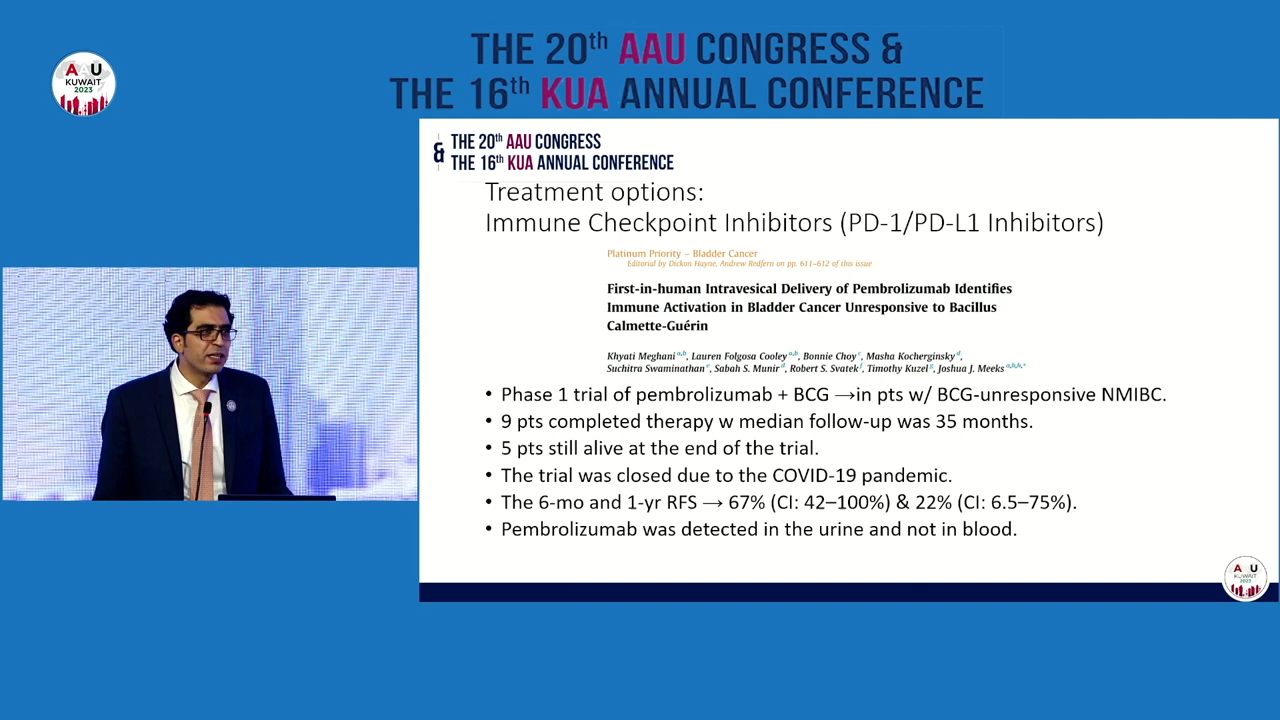 THE 20th AAU CONGRESS &
THE 16th KUA ANNUAL CONFERENCE
AAU
KUWAIT
2023
& THE 20th AAU CONGRESS
THE 16th KUA ANNUAL CONFERENCE
Treatment options:
Immune Checkpoint Inhibitors (PD-1/PD-L1 Inhibitors)
Platinum Priority – Bladder Cancer
Editorial by Dickon Hayne, Andrew Redfern on pp. 611–612 of this issue
First-in-human Intravesical Delivery of Pembrolizumab Identifies
Immune Activation in Bladder Cancer Unresponsive to Bacillus
Calmette-Guérin
Khyati Meghani a,b, Lauren Folgosa Cooley a,b, Bonnie Choy c, Masha Kocherginsky d,
Suchitra Swaminathan e, Sabah S. Munir d, Robert S. Svatek f, Timothy Kuzel g, Joshua J. Meeks a,b,h,*
• Phase 1 trial of pembrolizumab + BCG →in pts w/ BCG-unresponsive NMIBC.
• 9 pts completed therapy w median follow-up was 35 months.
• 5 pts still alive at the end of the trial.
• The trial was closed due to the COVID-19 pandemic.
• The 6-mo and 1-yr RFS → 67% (CI: 42–100%) & 22% (CI: 6.5–75%).
• Pembrolizumab was detected in the urine and not in blood.
AAU
KUWAIT
2023